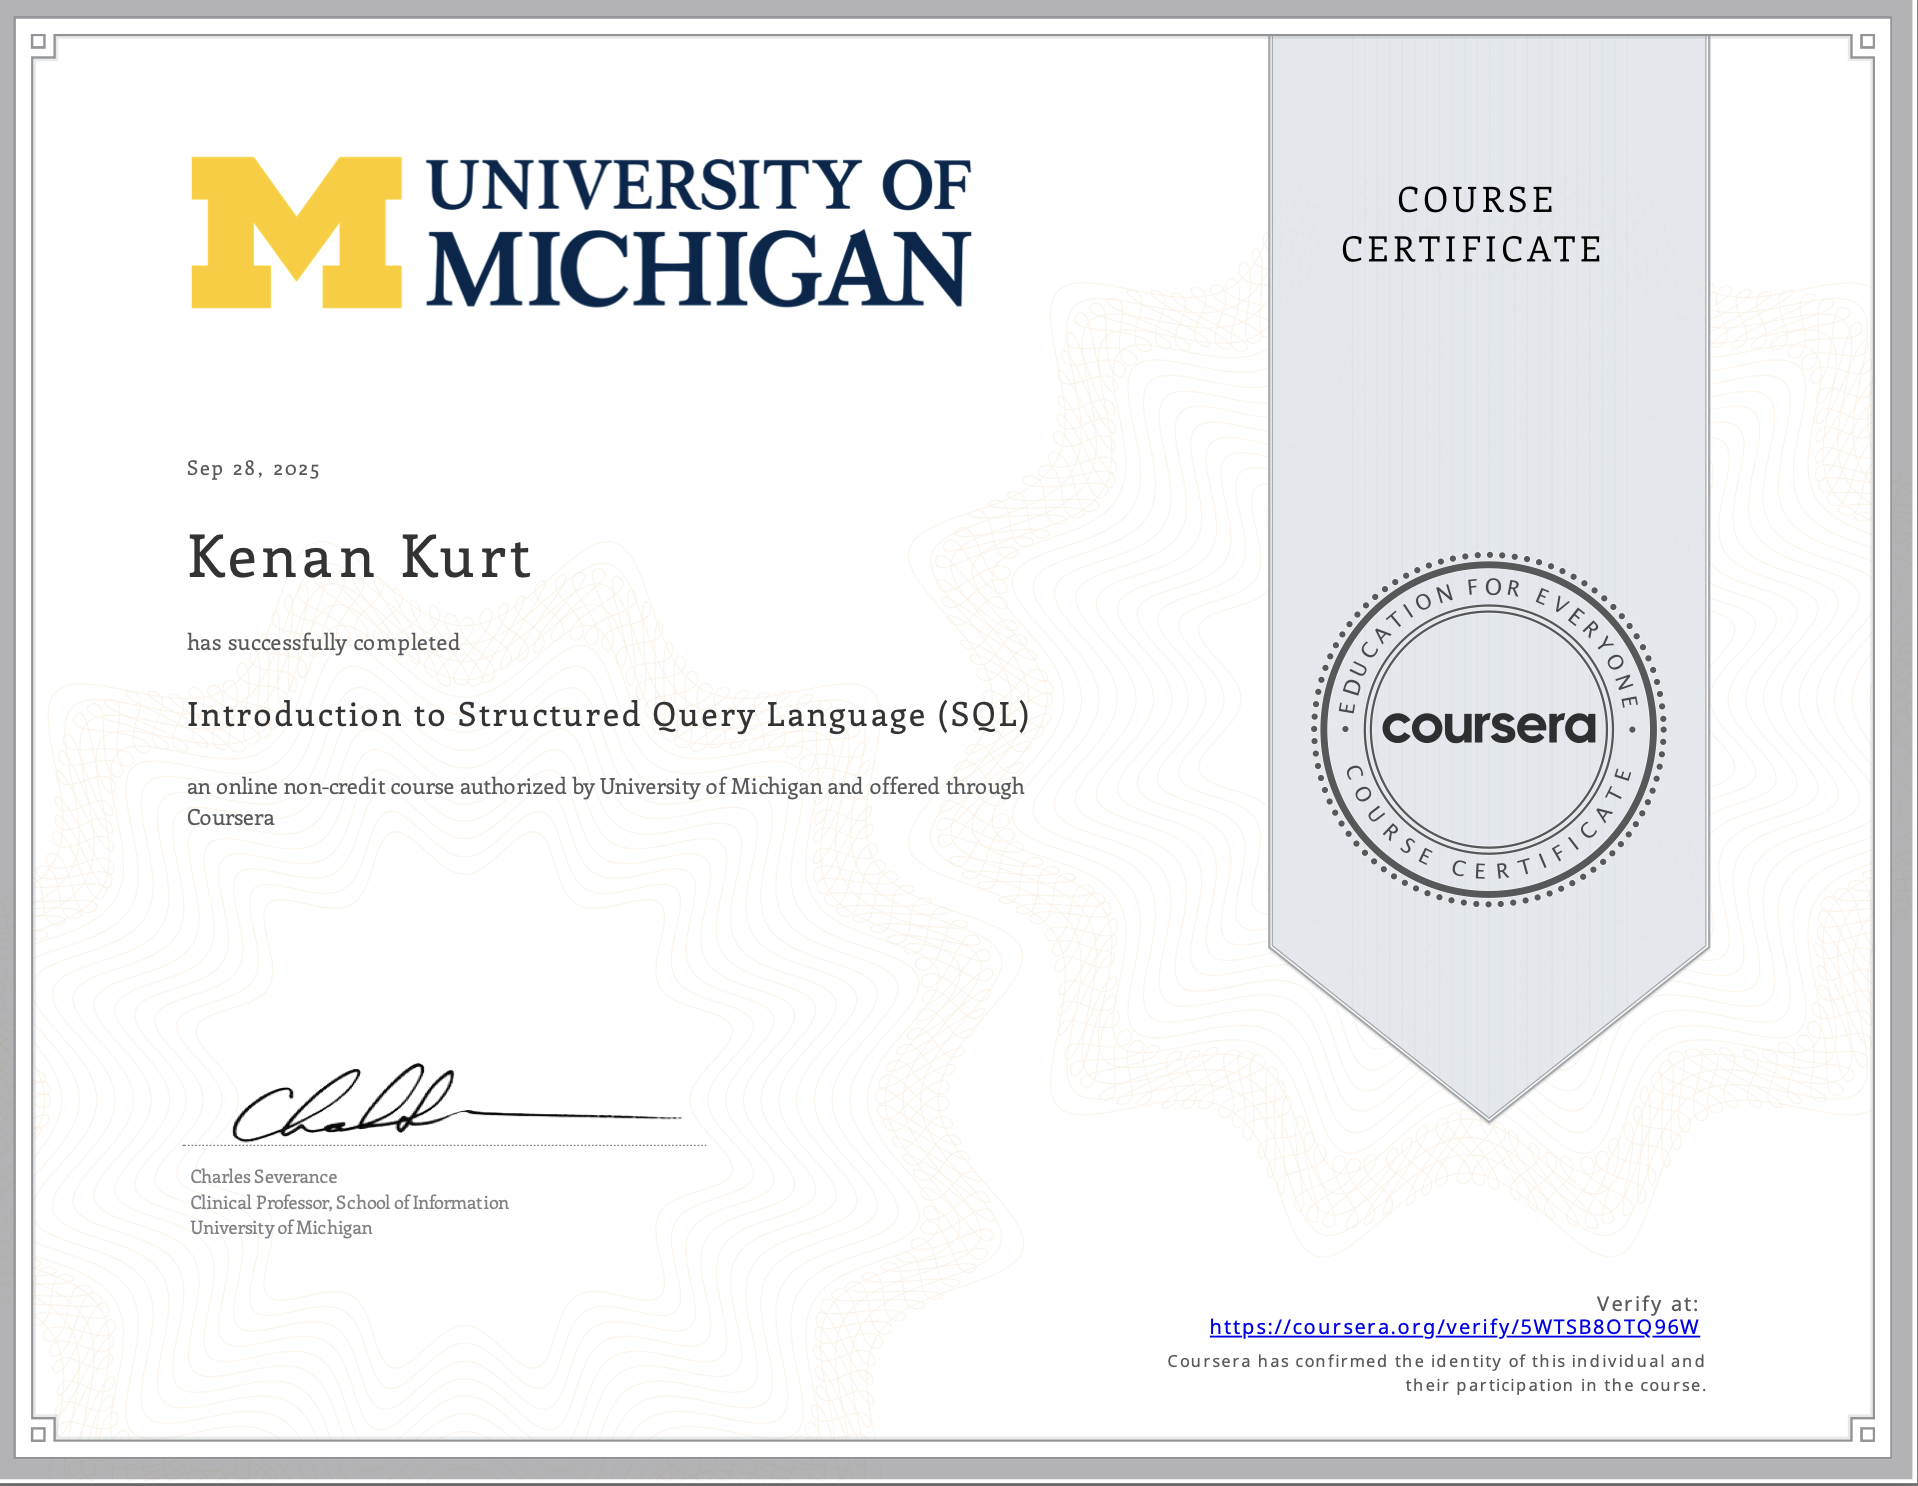 UNIVERSITY OF
MICHIGAN
COURSE
CERTIFICATE
Sep 28, 2025
Kenan Kurt
has successfully completed
Introduction to Structured Query Language (SQL)
an online non-credit course authorized by University of Michigan and offered through
Coursera
EDUCATION FOR EVERYONE
coursera
COURSE CERTIFICATE
Charles Severance
Clinical Professor, School of Information
University of Michigan
Verify at:
https://coursera.org/verify/5WTSB8OTQ96W
Coursera has confirmed the identity of this individual and
their participation in the course.